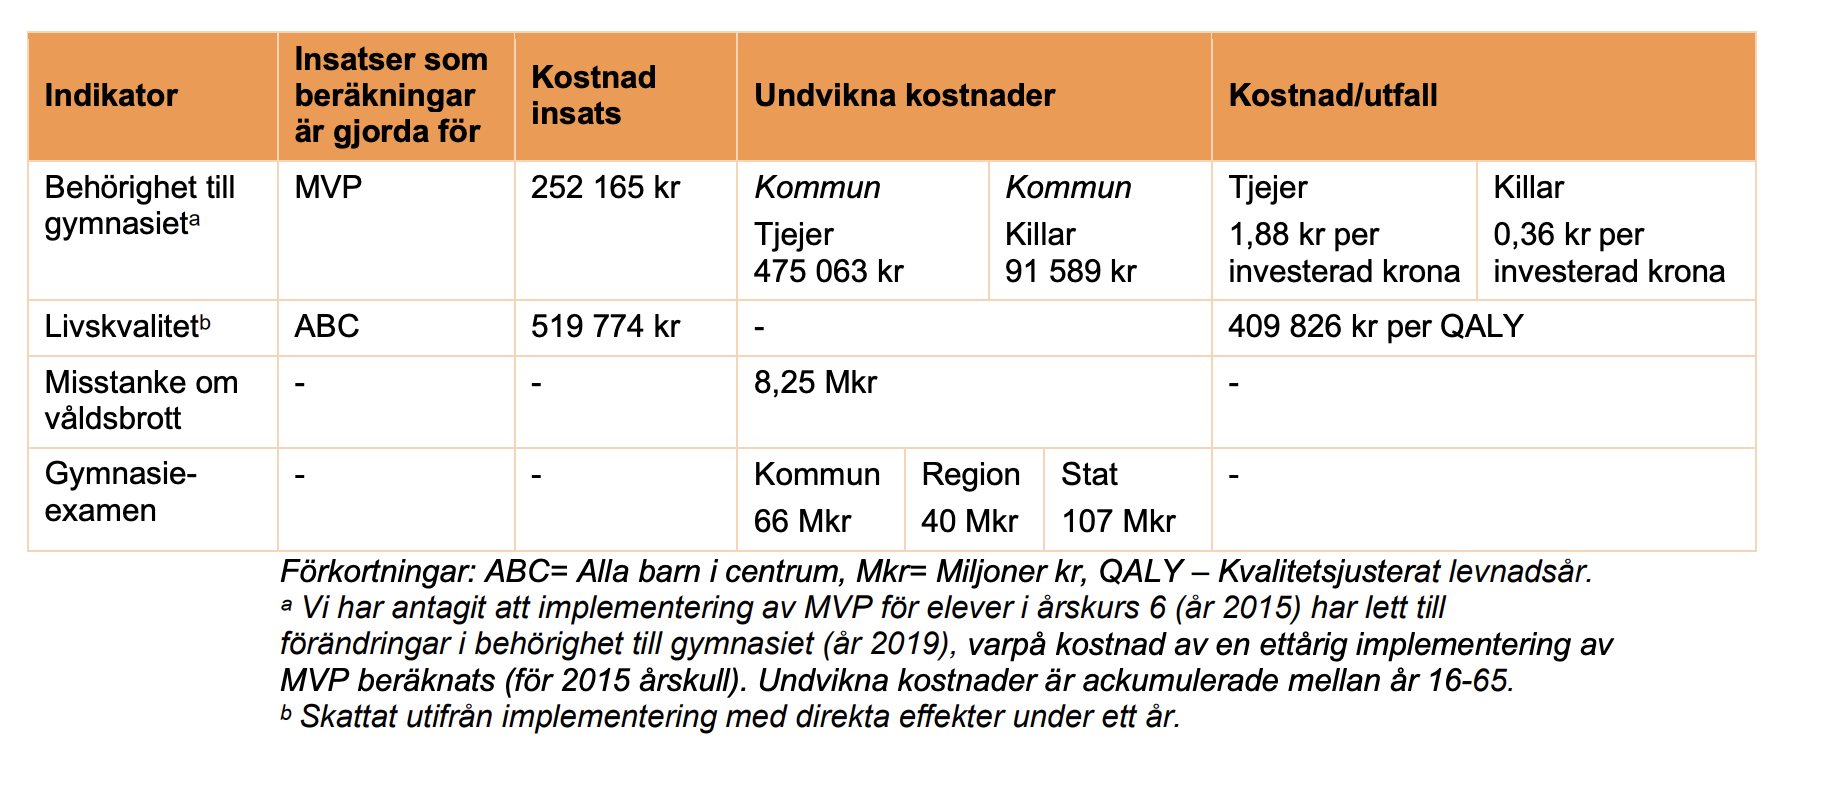 Indikator
Insatser som
beräkningar
är gjorda för
Kostnad
insats
Undvikna kostnader
Kostnad/utfall
Behörighet till
gymnasietᵃ
MVP
252 165 kr
Kommun
Tjejer
475 063 kr
Kommun
Killar
91 589 kr
Tjejer
1,88 kr per
investerad krona
Killar
0,36 kr per
investerad krona
Livskvalitetᵇ
ABC
519 774 kr
-
409 826 kr per QALY
Misstanke om
våldsbrott
-
-
8,25 Mkr
-
Gymnasie-
examen
-
-
Kommun
66 Mkr
Region
40 Mkr
Stat
107 Mkr
-
Förkortningar: ABC= Alla barn i centrum, Mkr= Miljoner kr, QALY – Kvalitetsjusterat levnadsår.
ᵃ Vi har antagit att implementering av MVP för elever i årskurs 6 (år 2015) har lett till
förändringar i behörighet till gymnasiet (år 2019), varpå kostnad av en ettårig implementering av
MVP beräknats (för 2015 årskull). Undvikna kostnader är ackumulerade mellan år 16-65.
ᵇ Skattat utifrån implementering med direkta effekter under ett år.